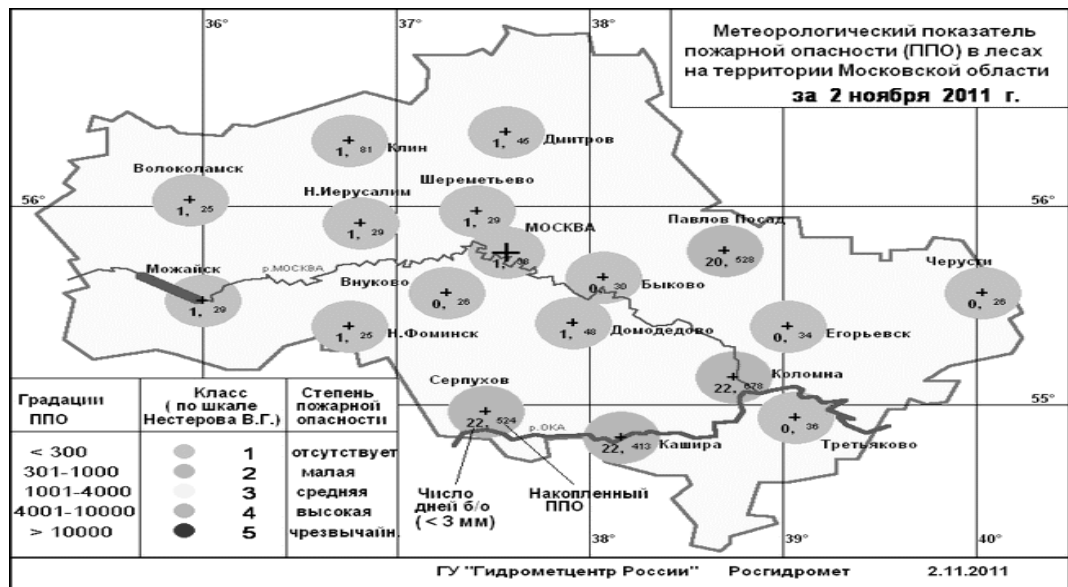 36°
37°
38°
Метеорологический показатель
пожарной опасности (ППО) в лесах
на территории Московской области
за 2 ноября 2011 г.
1, 81 Клин
1, 45 Дмитров
Волоколамск
1, 25
Н.Иерусалим
1, 29
Шереметьево
1, 29
МОСКВА
1,
Павлов Посад
20, 528
56°
56°
Можайск
1, 29
р.МОСКВА
Внуково
0, 26
30 Быково
Черусти
0, 26
1, 25 Н.Фоминск
1, 48 Домодедово
0, 34 Егорьевск
Серпухов
22, 524
22, 678 Коломна
55°
55°
р.ОКА
22, 413 Кашира
0, 36 Третьяково
Градации
ППО
Класс
( по шкале
Нестерова В.Г.)
Степень
пожарной
опасности
< 300 1 отсутствует
301-1000 2 малая
1001-4000 3 средняя
4001-10000 4 высокая
> 10000 5 чрезвычайн.
Число
дней б/о
(< 3 мм)
Накопленный
ППО
38°
39°
40°
ГУ "Гидрометцентр России" Росгидромет 2.11.2011